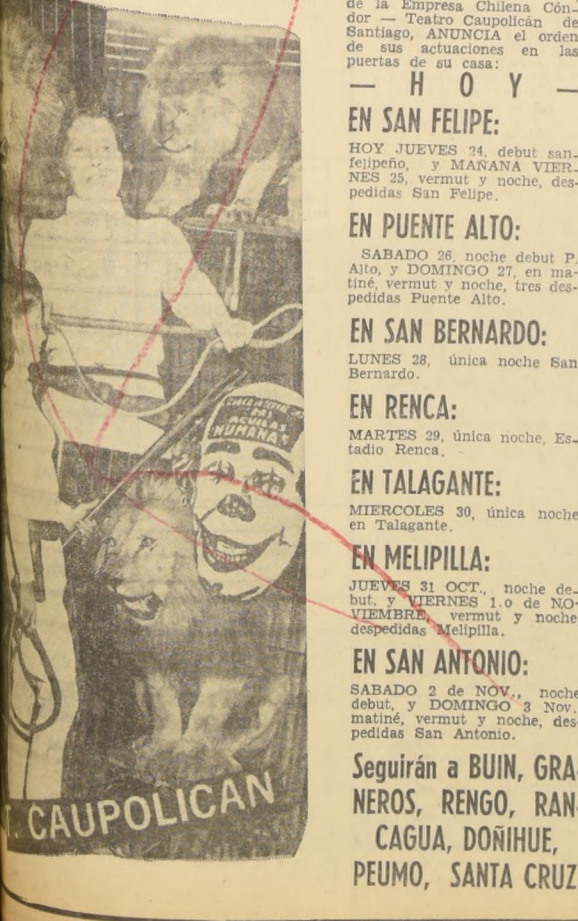 de la Empresa Chilena Cón-
dor — Teatro Caupolicán de
Santiago, ANUNCIA el orden
de sus actuaciones en las
puertas de su casa:
— H O Y —
EN SAN FELIPE:
HOY JUEVES 24, debut san-
felipeño, y MAÑANA VIER-
NES 25, vermut y noche, des-
pedidas San Felipe.
EN PUENTE ALTO:
SABADO 26, noche debut P.
Alto, y DOMINGO 27, en ma-
tiné, vermut y noche, tres des-
pedidas Puente Alto.
EN SAN BERNARDO:
LUNES 28, única noche San
Bernardo.
EN RENCA:
MARTES 29, única noche, Es-
tadio Renca.
EN TALAGANTE:
MIERCOLES 30, única noche
en Talagante.
EN MELIPILLA:
JUEVES 31 OCT., noche de-
but, y VIERNES 1.o de NO-
VIEMBRE, vermut y noche
despedidas Melipilla.
EN SAN ANTONIO:
SABADO 2 de NOV., noche
debut, y DOMINGO 3 Nov.
matiné, vermut y noche, des-
pedidas San Antonio.
Seguirán a BUIN, GRA-
NEROS, RENGO, RAN-
CAGUA, DOÑIHUE,
PEUMO, SANTA CRUZ
AGUILAS
HUMANAS
T. CAUPOLICAN